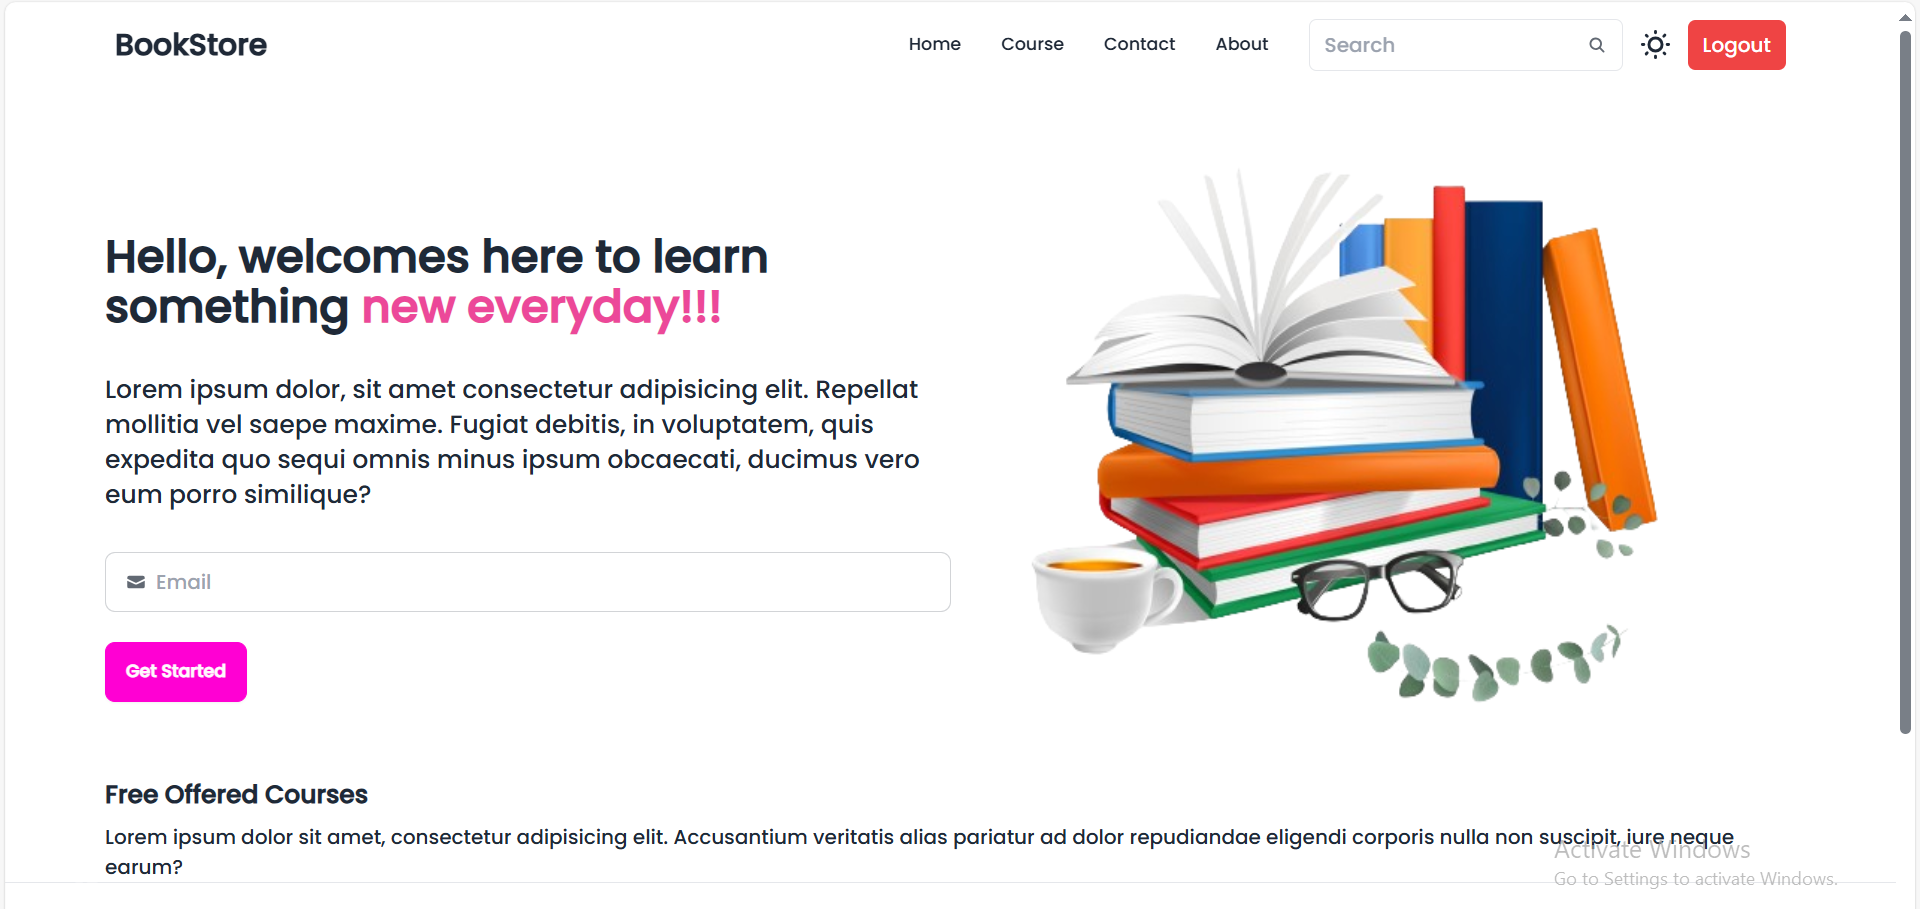 BookStore
Home
Course
Contact
About
Search
Logout
Hello, welcomes here to learn
something new everyday!!!
Lorem ipsum dolor, sit amet consectetur adipisicing elit. Repellat
mollitia vel saepe maxime. Fugiat debitis, in voluptatem, quis
expedita quo sequi omnis minus ipsum obcaecati, ducimus vero
eum porro similique?
Email
Get Started
Free Offered Courses
Lorem ipsum dolor sit amet, consectetur adipisicing elit. Accusantium veritatis alias pariatur ad dolor repudiandae eligendi corporis nulla non suscipit, iure neque
earum?
Activate Windows
Go to Settings to activate Windows.